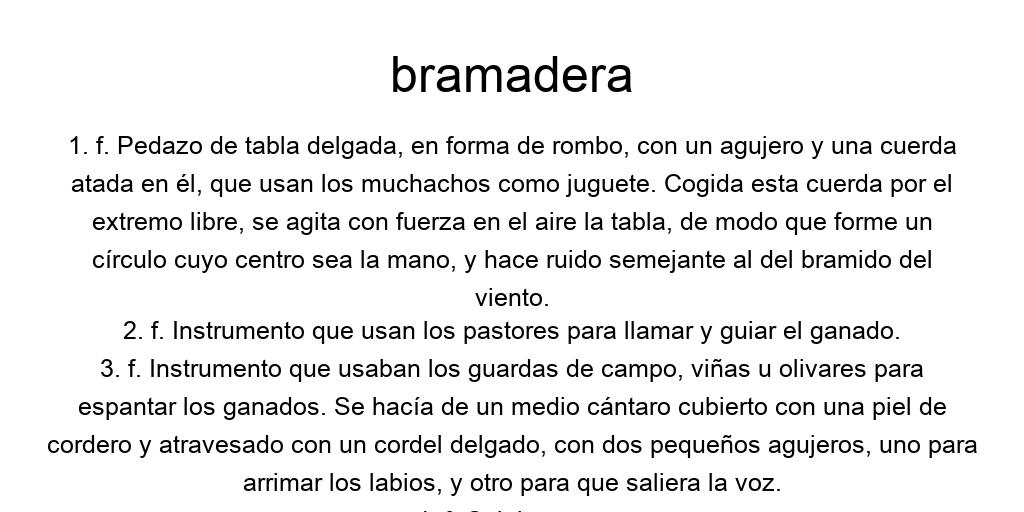 bramadera
1. f. Pedazo de tabla delgada, en forma de rombo, con un agujero y una cuerda
atada en él, que usan los muchachos como juguete. Cogida esta cuerda por el
extremo libre, se agita con fuerza en el aire la tabla, de modo que forme un
círculo cuyo centro sea la mano, y hace ruido semejante al del bramido del
viento.
2. f. Instrumento que usan los pastores para llamar y guiar el ganado.
3. f. Instrumento que usaban los guardas de campo, viñas u olivares para
espantar los ganados. Se hacía de un medio cántaro cubierto con una piel de
cordero y atravesado con un cordel delgado, con dos pequeños agujeros, uno para
arrimar los labios, y otro para que saliera la voz.